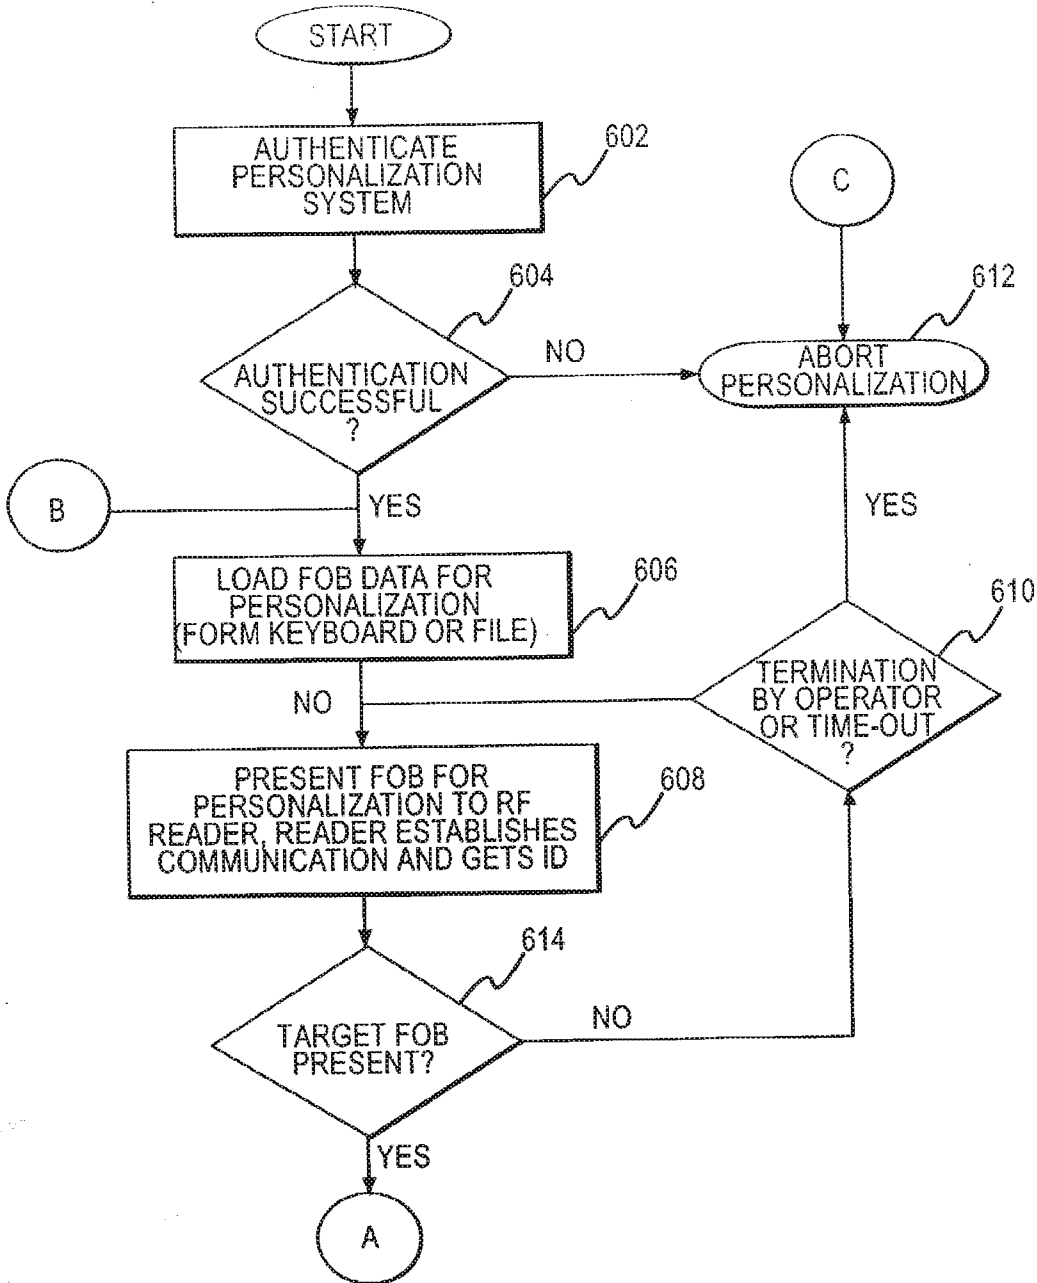 START
AUTHENTICATE
PERSONALIZATION
SYSTEM
602
C
604
612
AUTHENTICATION
SUCCESSFUL
?
NO
ABORT
PERSONALIZATION
B
YES
YES
LOAD FOB DATA FOR
PERSONALIZATION
(FORM KEYBOARD OR FILE)
606
610
NO
TERMINATION
BY OPERATOR
OR TIME-OUT
?
PRESENT FOB FOR
PERSONALIZATION TO RF
READER, READER ESTABLISHES
COMMUNICATION AND GETS ID
608
614
TARGET FOB
PRESENT?
NO
YES
A